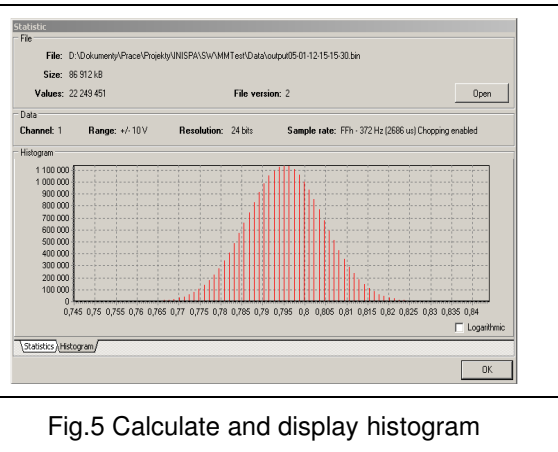 Statistic
File
File: D:\Dokumenty\Prace\Projekty\INISPA\SW\MMTest\Data\output05-01-12-15-15-30.bin
Size: 86 912 kB
Values: 22 249 451 File version: 2 Open
Data
Channel: 1 Range: +/- 10 V Resolution: 24 bits Sample rate: FFh - 372 Hz (2686 us) Chopping enabled
Histogram
1 100 000
1 000 000
900 000
800 000
700 000
600 000
500 000
400 000
300 000
200 000
100 000
0
0,745 0,75 0,755 0,76 0,765 0,77 0,775 0,78 0,785 0,79 0,795 0,8 0,805 0,81 0,815 0,82 0,825 0,83 0,835 0,84
Logarithmic
Statistics Histogram
OK
Fig.5 Calculate and display histogram